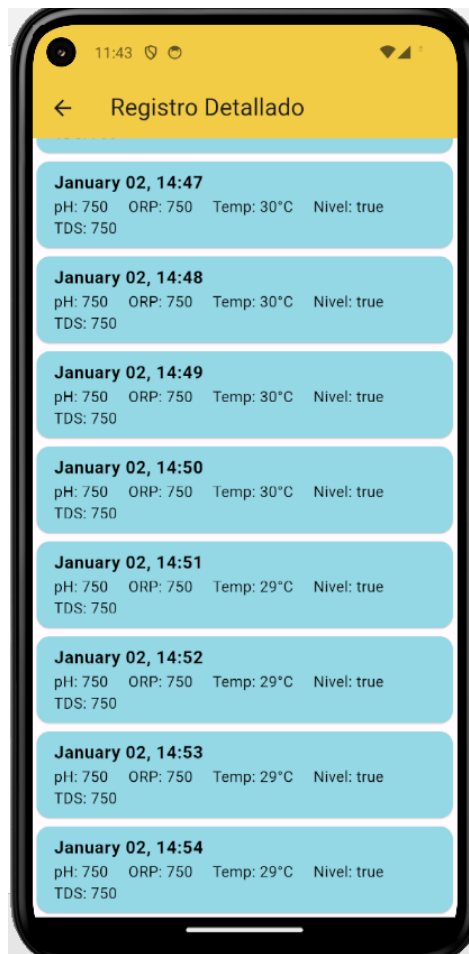 11:43
Registro Detallado
January 02, 14:47
pH: 750 ORP: 750 Temp: 30°C Nivel: true
TDS: 750
January 02, 14:48
pH: 750 ORP: 750 Temp: 30°C Nivel: true
TDS: 750
January 02, 14:49
pH: 750 ORP: 750 Temp: 30°C Nivel: true
TDS: 750
January 02, 14:50
pH: 750 ORP: 750 Temp: 30°C Nivel: true
TDS: 750
January 02, 14:51
pH: 750 ORP: 750 Temp: 29°C Nivel: true
TDS: 750
January 02, 14:52
pH: 750 ORP: 750 Temp: 29°C Nivel: true
TDS: 750
January 02, 14:53
pH: 750 ORP: 750 Temp: 29°C Nivel: true
TDS: 750
January 02, 14:54
pH: 750 ORP: 750 Temp: 29°C Nivel: true
TDS: 750